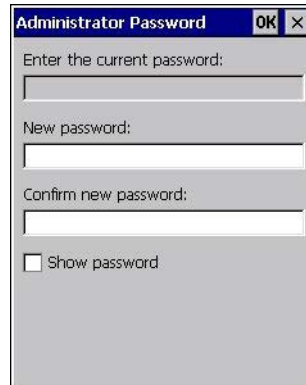 Administrator Password OK ×
Enter the current password:
New password:
Confirm new password:
Show password